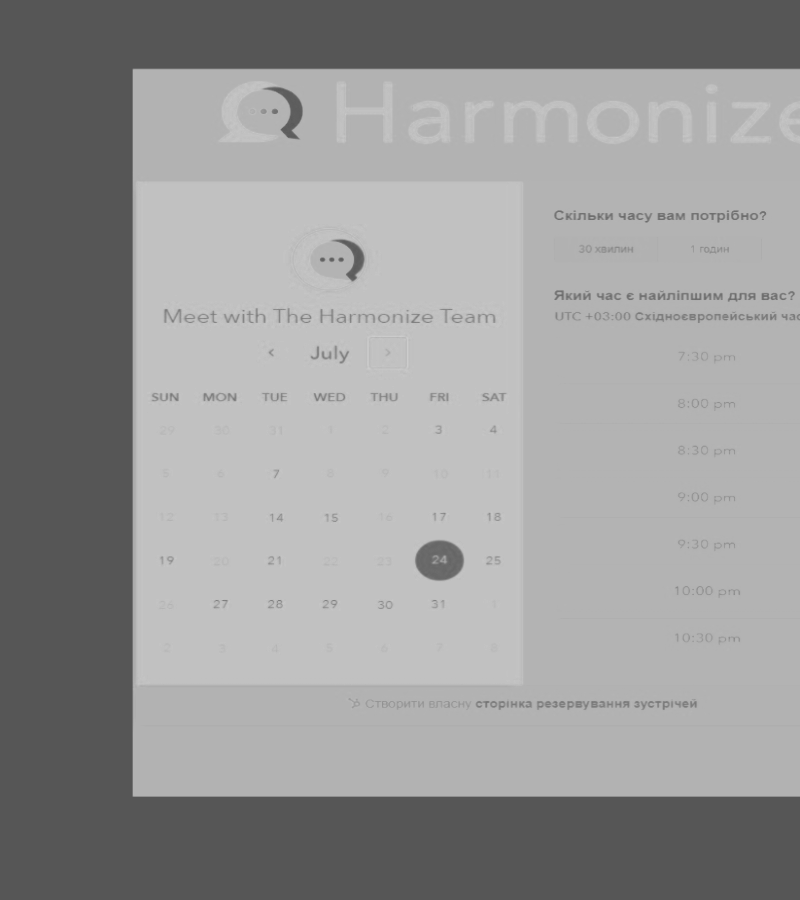 Harmonize
Meet with The Harmonize Team
July
SUN MON TUE WED THU FRI SAT
29 30 31 1 2 3 4
5 6 7 8 9 10 11
12 13 14 15 16 17 18
19 20 21 22 23 24 25
26 27 28 29 30 31 1
2 3 4 5 6 7 8
Скільки часу вам потрібно?
30 хвилин 1 годин
Який час є найліпшим для вас?
UTC +03:00 Східноєвропейський час
7:30 pm
8:00 pm
8:30 pm
9:00 pm
9:30 pm
10:00 pm
10:30 pm
Створити власну сторінка резервування зустрічей